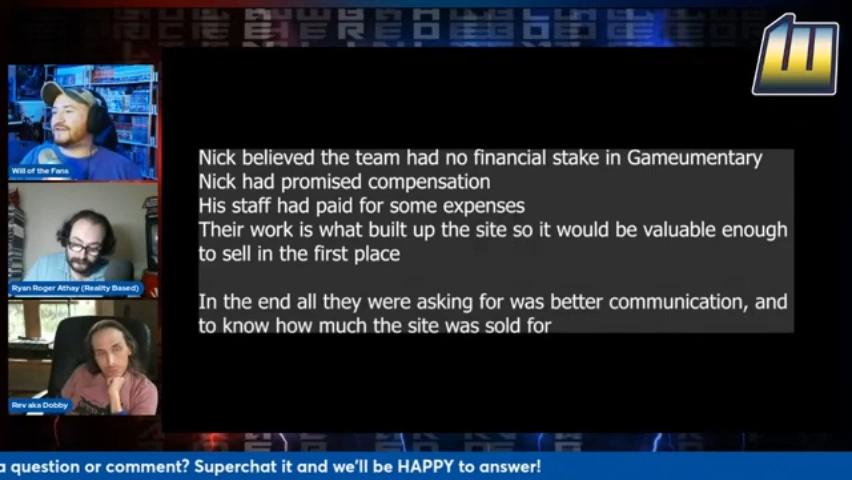 W
Will of the Fans
Ryan Roger Athay (Reality Based)
Rev aka Dobby
Nick believed the team had no financial stake in Gameumentary
Nick had promised compensation
His staff had paid for some expenses
Their work is what built up the site so it would be valuable enough
to sell in the first place
In the end all they were asking for was better communication, and
to know how much the site was sold for
a question or comment? Superchat it and we'll be HAPPY to answer!